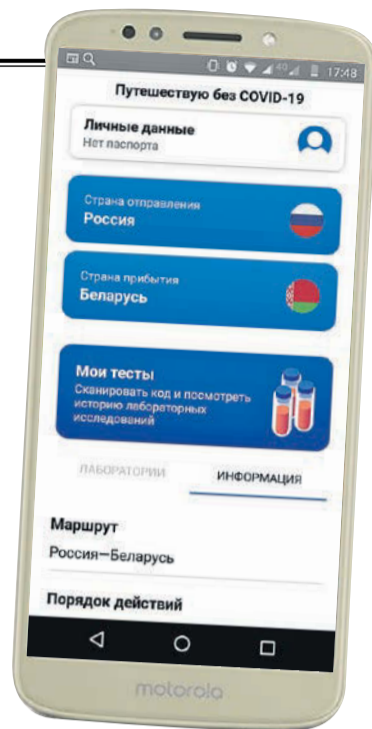 17:48
Путешествую без COVID-19
Личные данные
Нет паспорта
Страна отправления
Россия
Страна прибытия
Беларусь
Мои тесты
Сканировать код и посмотреть
историю лабораторных
исследований
ЛАБОРАТОРИИ ИНФОРМАЦИЯ
Маршрут
Россия—Беларусь
Порядок действий
motorola